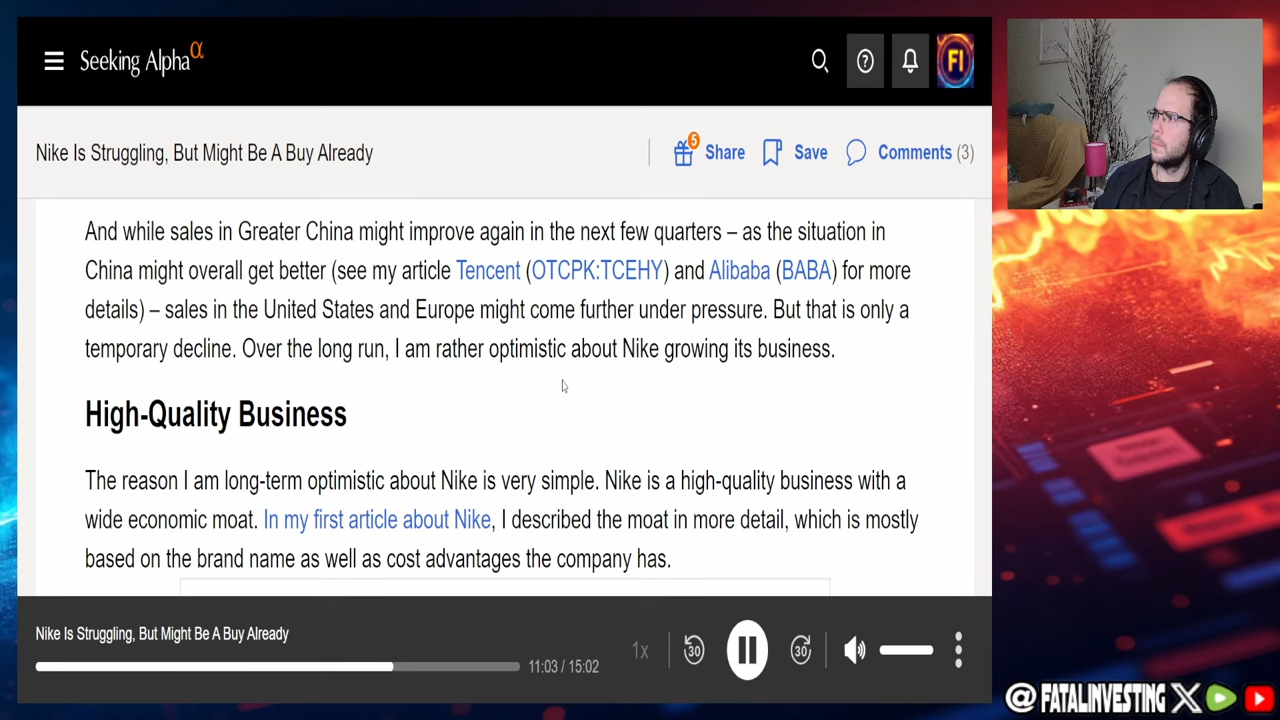 Seeking Alpha α
FI
Nike Is Struggling, But Might Be A Buy Already
5
Share
Save
Comments (3)
And while sales in Greater China might improve again in the next few quarters – as the situation in
China might overall get better (see my article Tencent (OTCPK:TCEHY) and Alibaba (BABA) for more
details) – sales in the United States and Europe might come further under pressure. But that is only a
temporary decline. Over the long run, I am rather optimistic about Nike growing its business.
High-Quality Business
The reason I am long-term optimistic about Nike is very simple. Nike is a high-quality business with a
wide economic moat. In my first article about Nike, I described the moat in more detail, which is mostly
based on the brand name as well as cost advantages the company has.
Nike Is Struggling, But Might Be A Buy Already
1x
30
30
11:03 / 15:02
@FATALINVESTING X